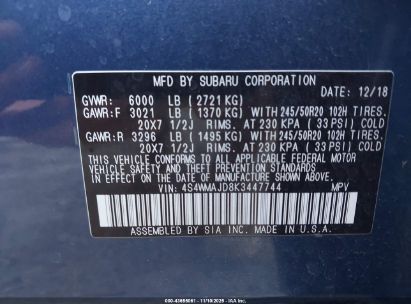 MFD BY SUBARU CORPORATION
12/18
GVWR: 6000 LB (2721 KG)
GAWR:F 3021 LB (1370 KG) WITH 245/50R20 102H TIRES.
20X7 1/2J RIMS. AT 230 KPA (33 PSI) COLD
GAWR:R 3296 LB (1495 KG) WITH 245/50R20 102H TIRES.
20X7 1/2J RIMS. AT 230 KPA (33 PSI) COLD
THIS VEHICLE CONFORMS TO ALL APPLICABLE FEDERAL MOTOR
VEHICLE SAFETY AND THEFT PREVENTION STANDARDS
IN EFFECT ON THE DATE OF MANUFACTURE SHOWN ABOVE.
VIN: 4S4WMAJD8K3447744 MPV
ASSEMBLED BY SIA INC. MADE IN U.S.A.